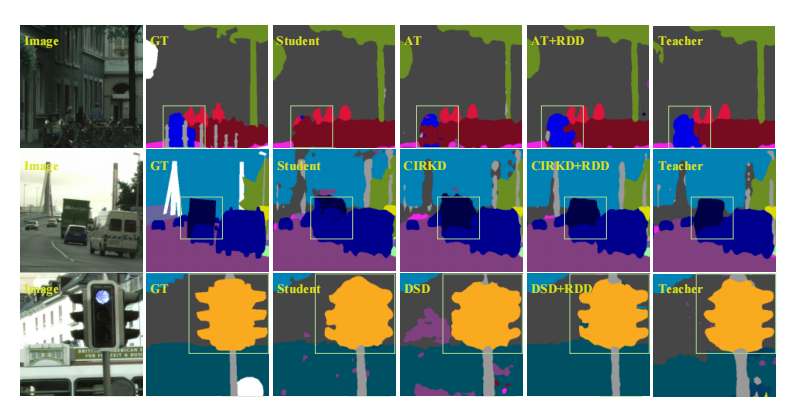 Image GT Student AT AT+RDD Teacher
Image GT Student CIRKD CIRKD+RDD Teacher
Image GT Student DSD DSD+RDD Teacher